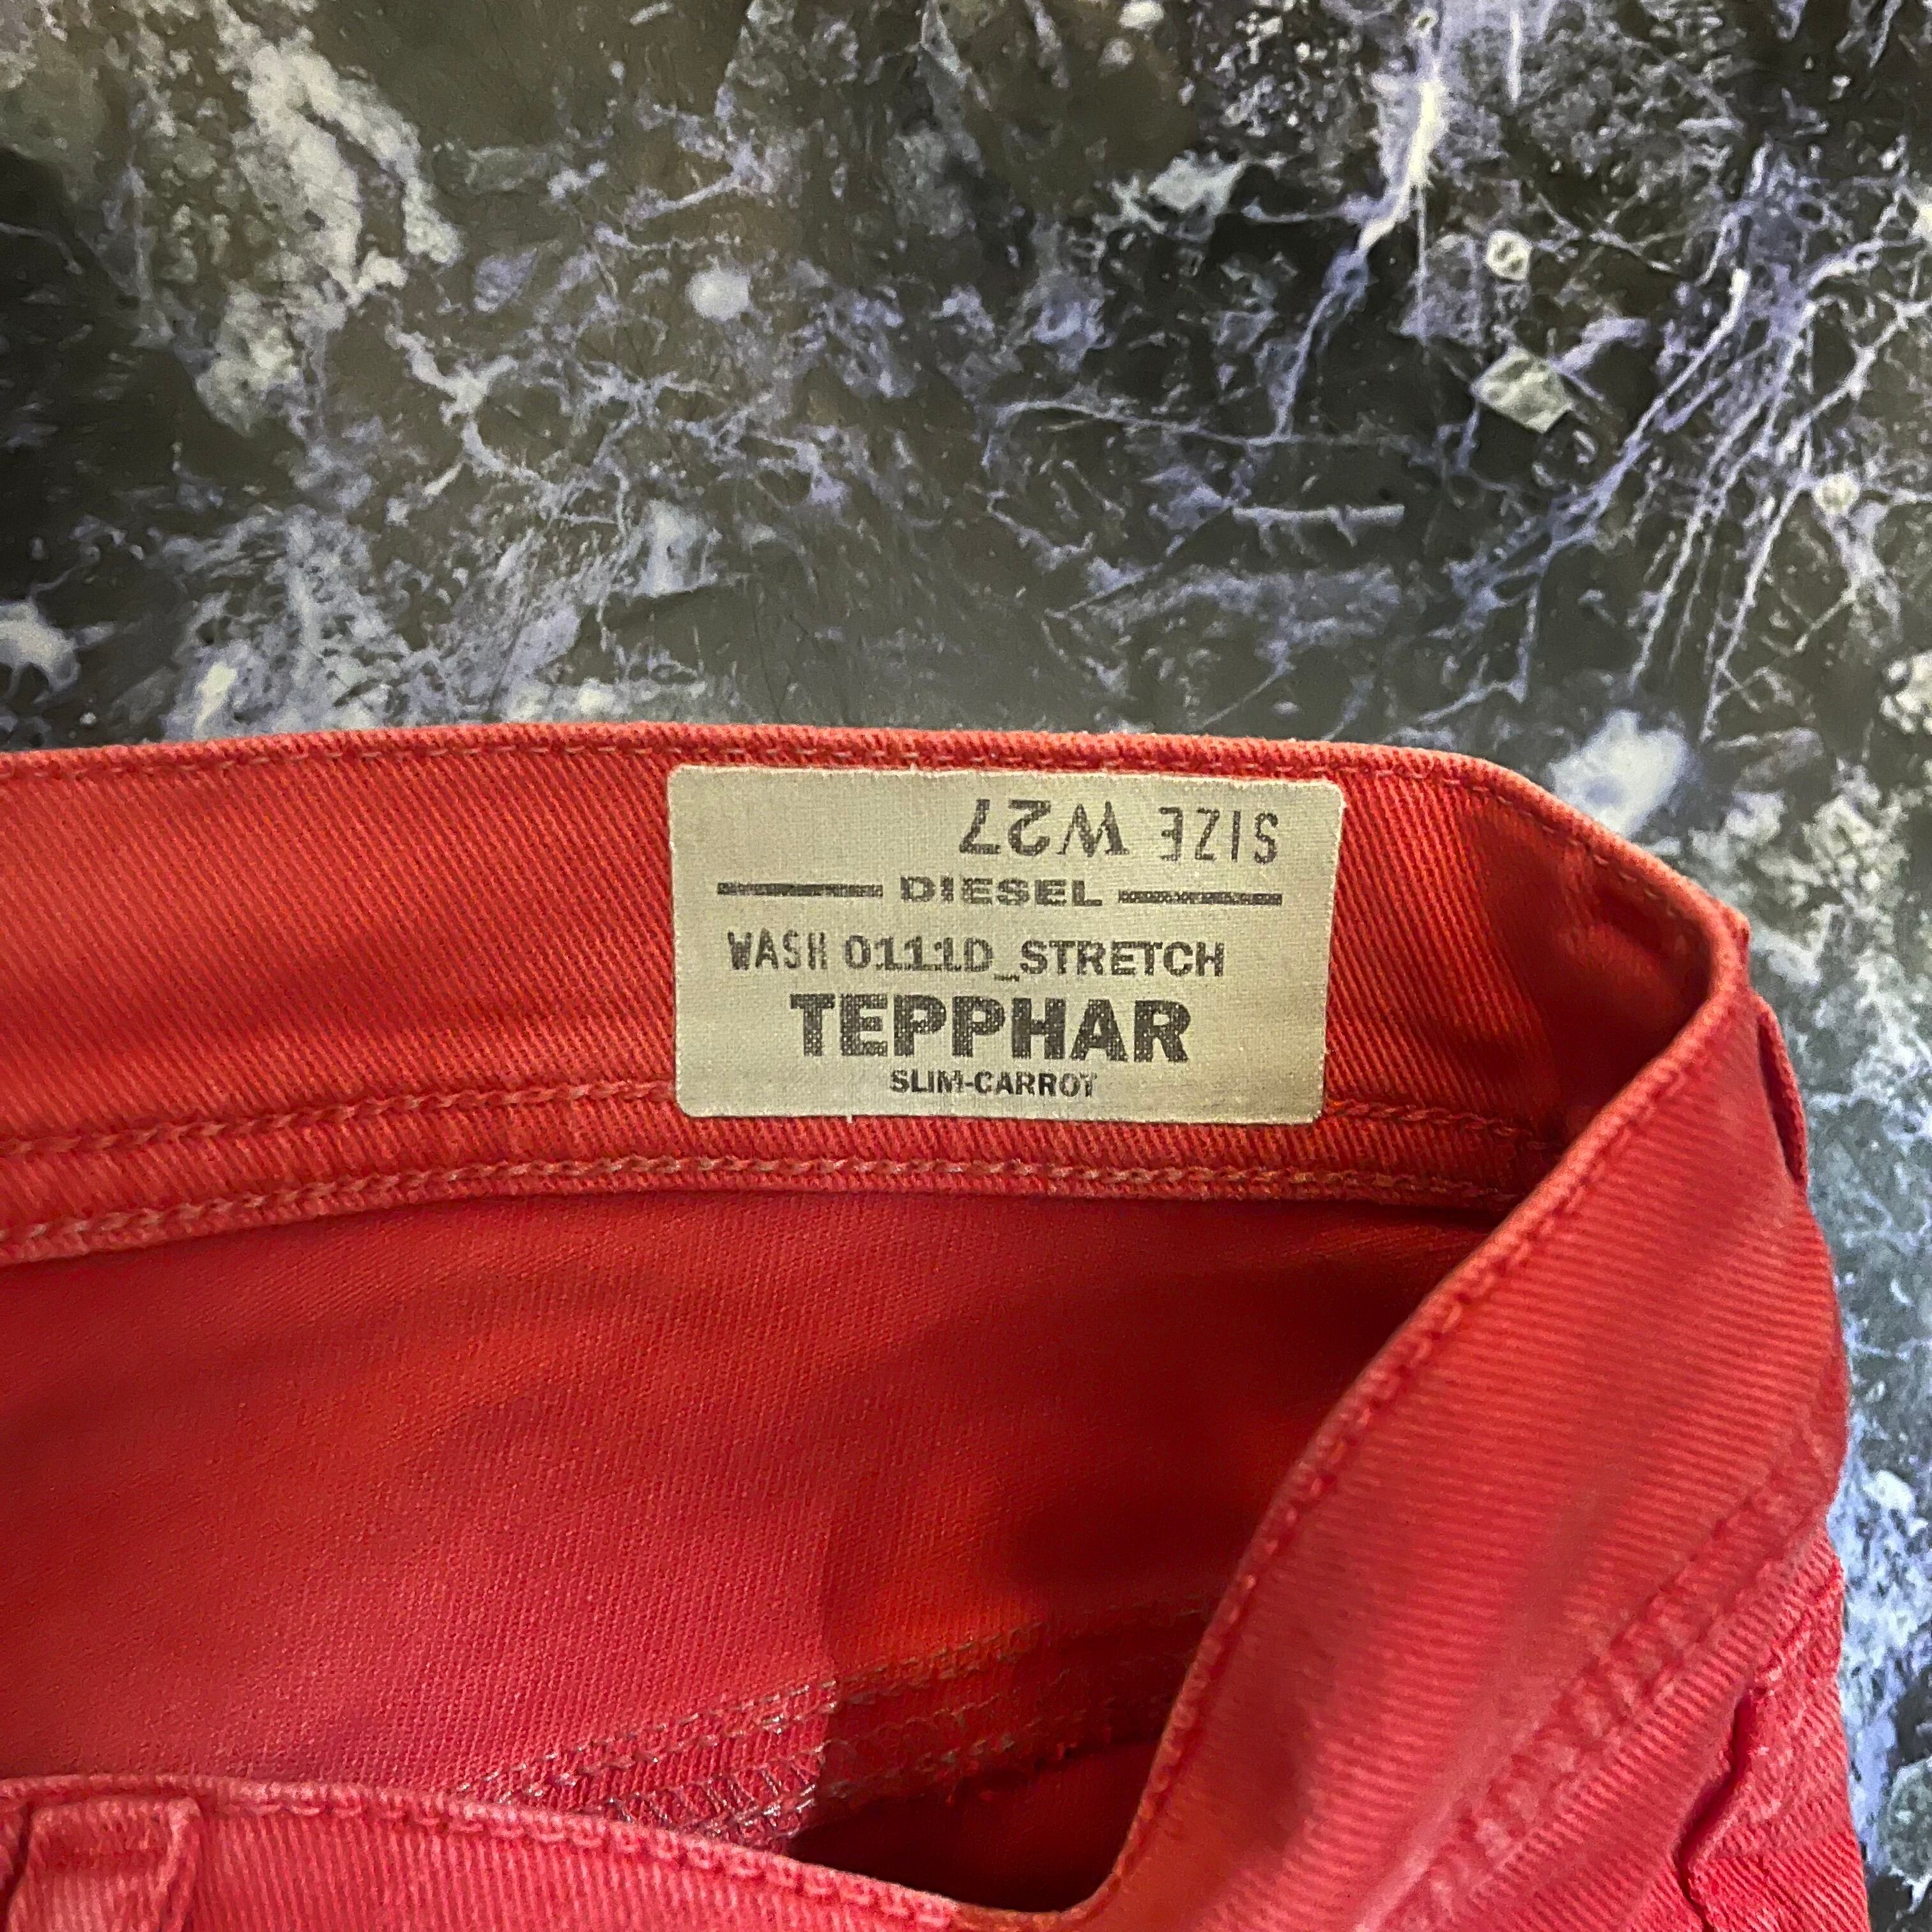 SIZE W27
DIESEL
WASH 0111D_STRETCH
TEPPHAR
SLIM-CARROT